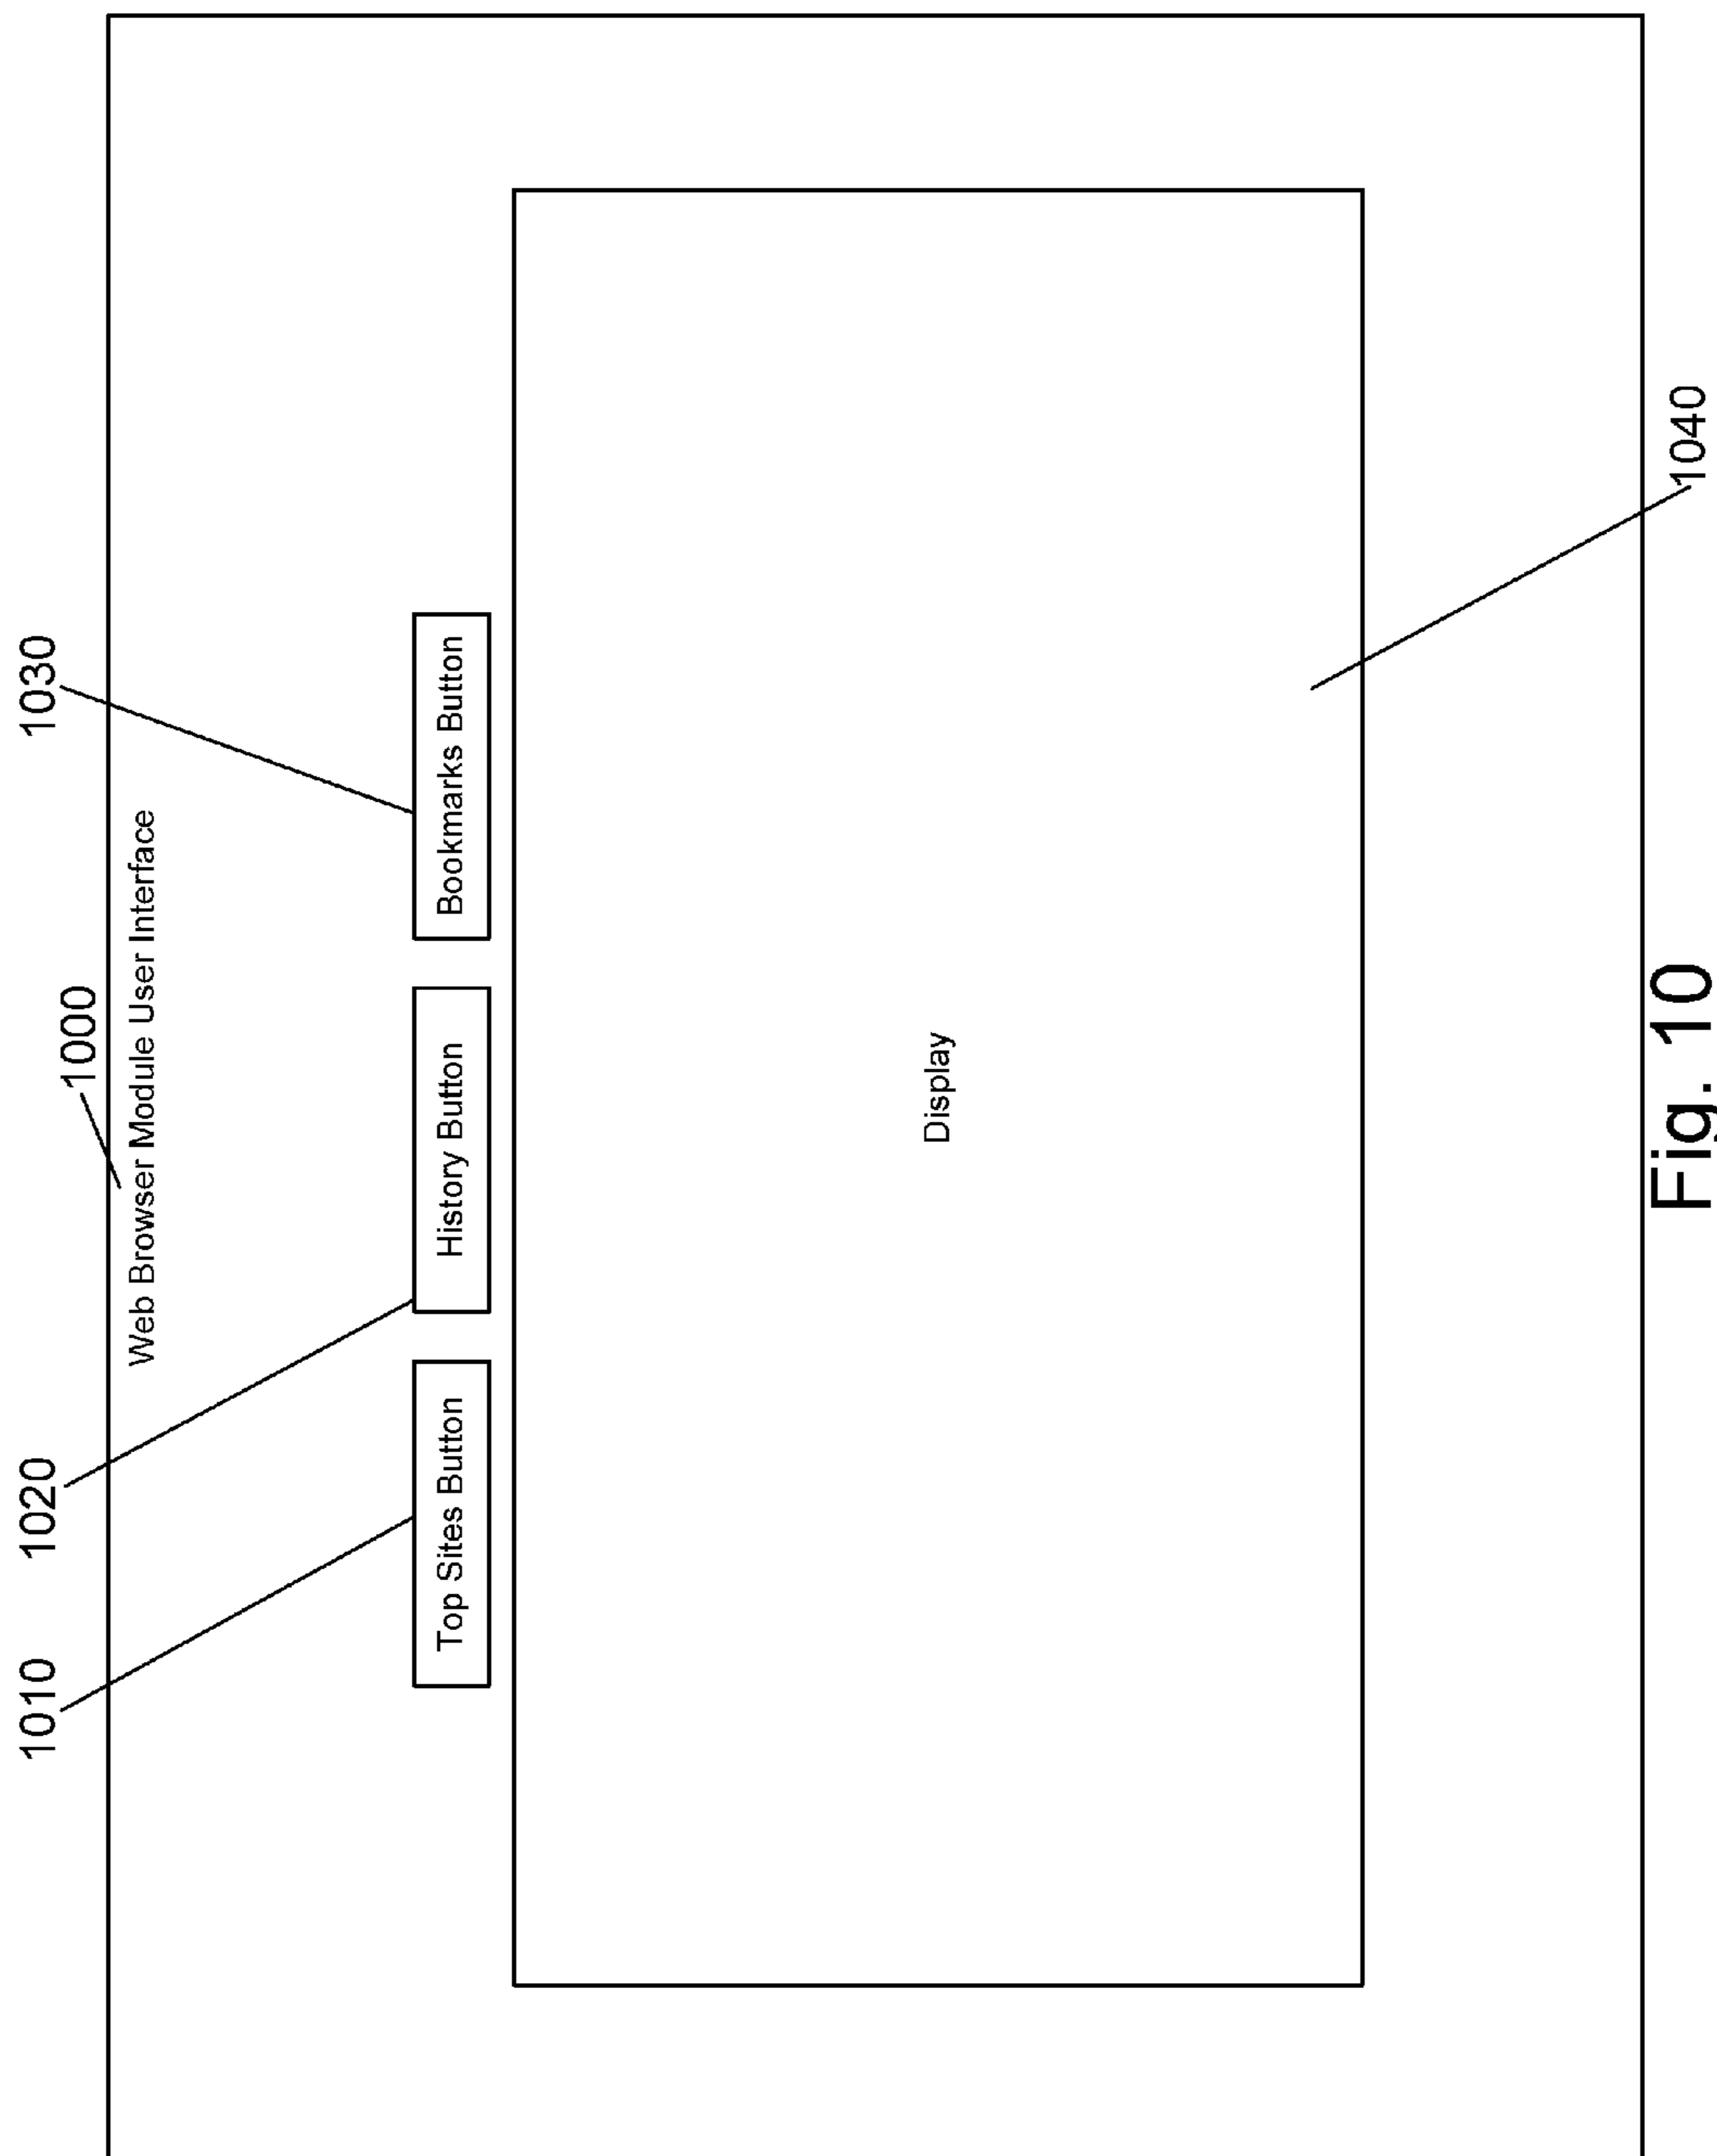 1010
1020
1000
1030
Web Browser Module User Interface
Top Sites Button
History Button
Bookmarks Button
Display
1040
Fig. 10